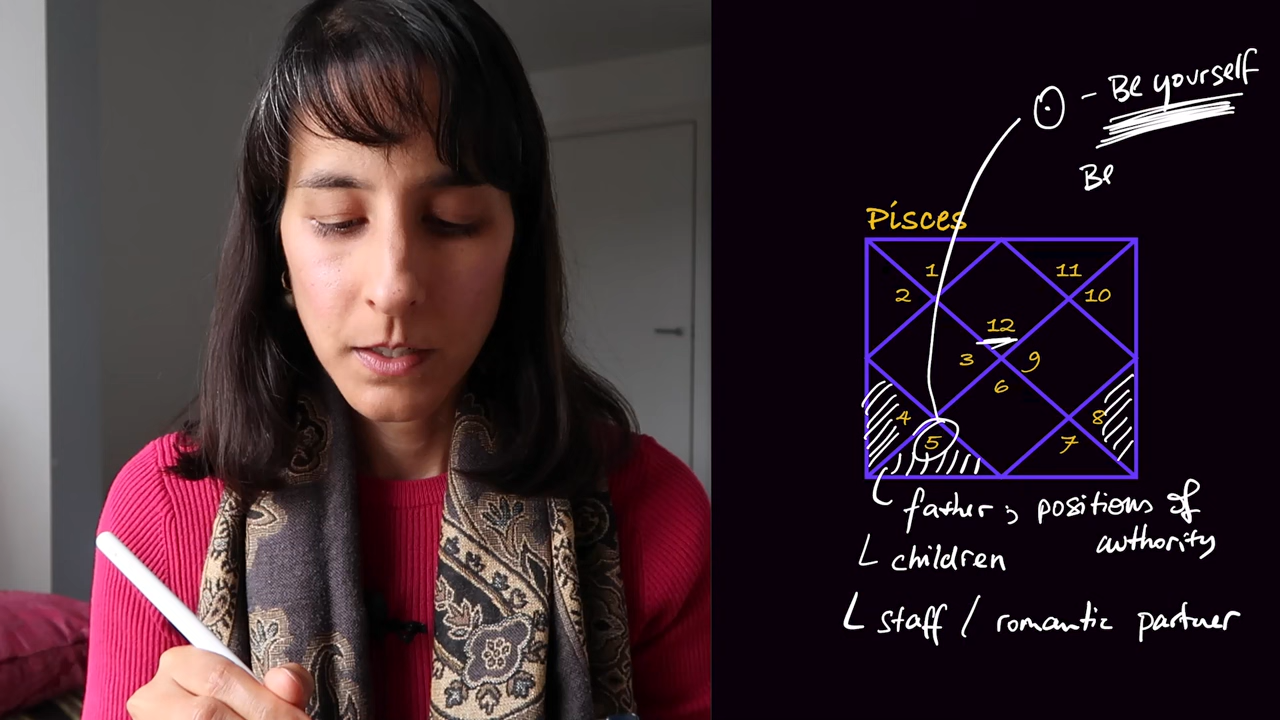 ☉ - Be yourself
Be
Pisces
1
11
2
10
12
3
9
6
4
8
5
7
father, positions of
authority
children
staff / romantic partner